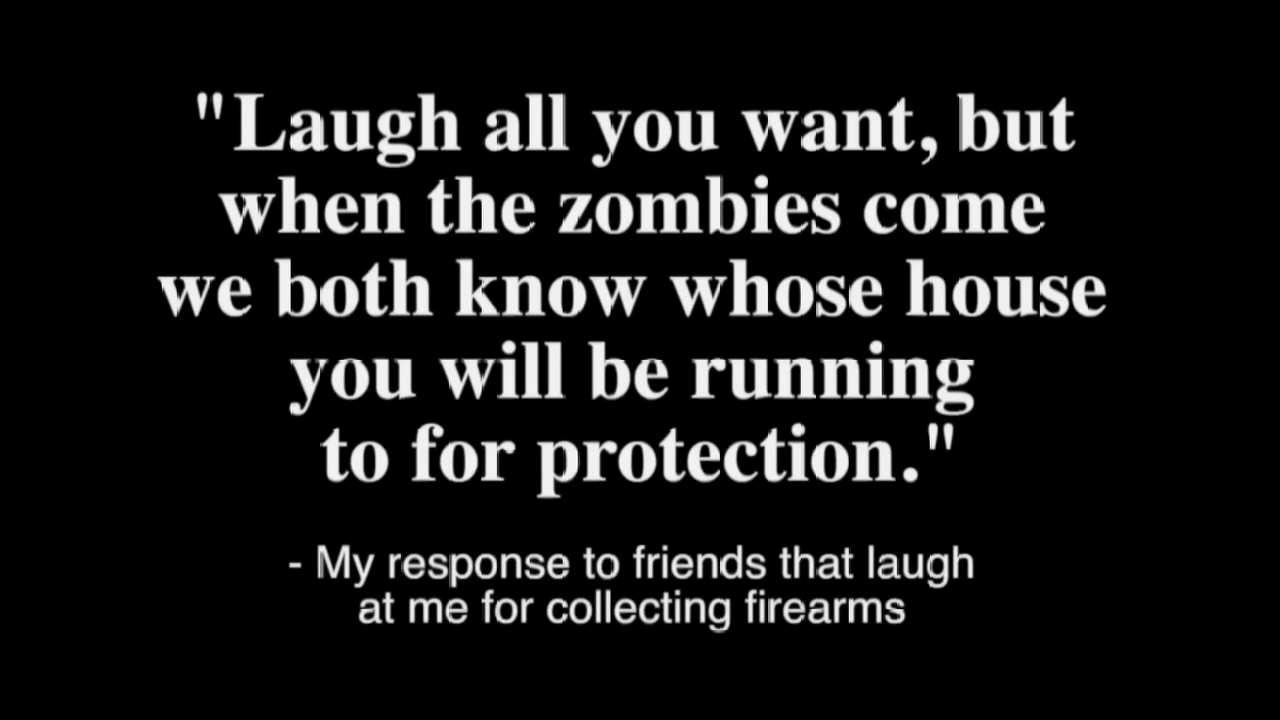 "Laugh all you want, but
when the zombies come
we both know whose house
you will be running
to for protection."
- My response to friends that laugh
at me for collecting firearms